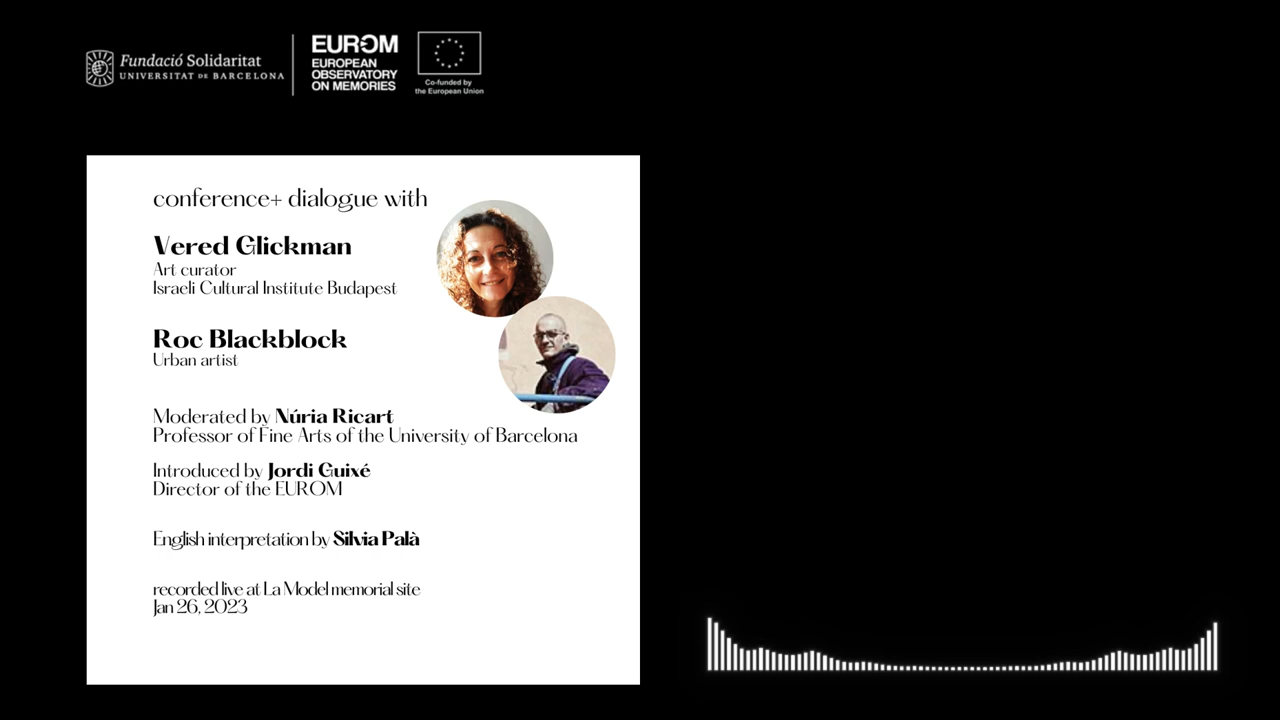 Fundació Solidaritat
UNIVERSITAT DE BARCELONA
EUROM
EUROPEAN
OBSERVATORY
ON MEMORIES
Co-funded by
the European Union
conference+ dialogue with
Vered Glickman
Art curator
Israeli Cultural Institute Budapest
Roc Blackblock
Urban artist
Moderated by Núria Ricart
Professor of Fine Arts of the University of Barcelona
Introduced by Jordi Guixé
Director of the EUROM
English interpretation by Silvia Palà
recorded live at La Model memorial site
Jan 26, 2023